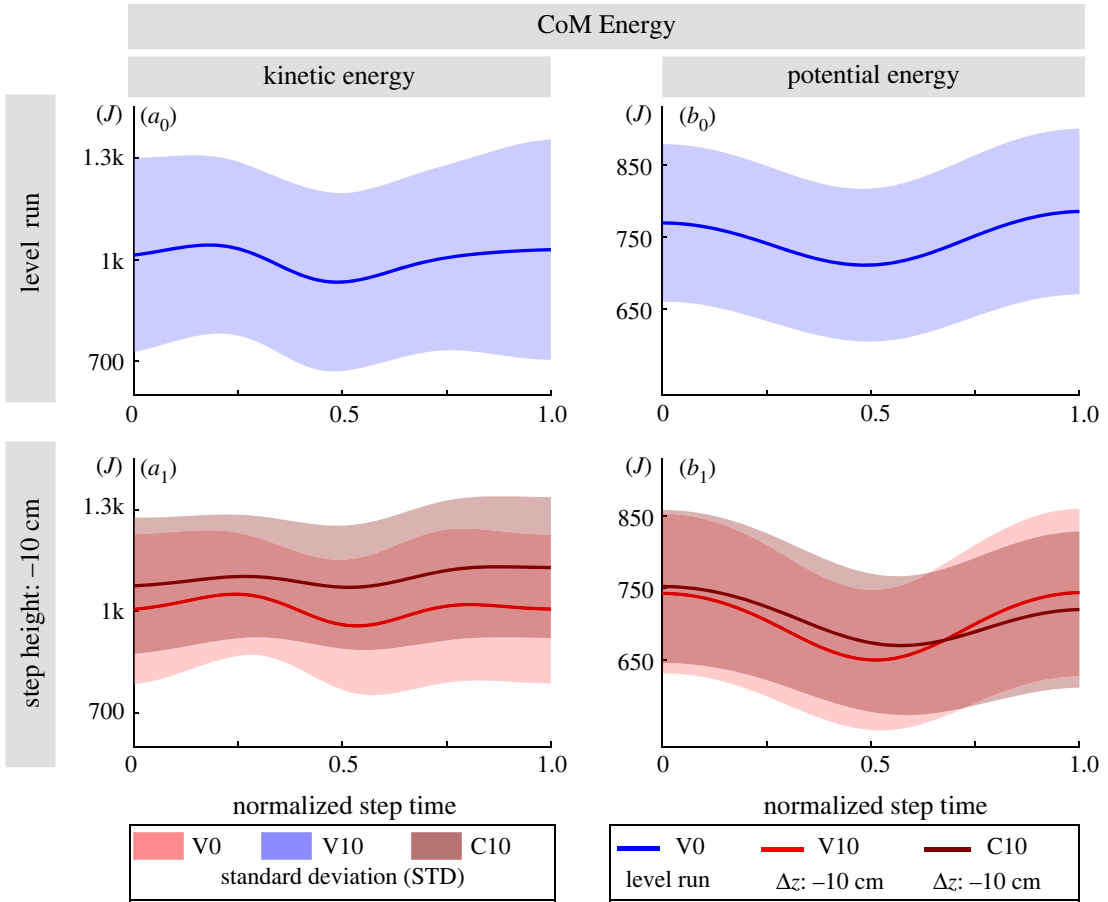 CoM Energy
kinetic energy
potential energy
level run
(J) (a0)
1.3k
1k
700
0 0.5 1.0
(J) (b0)
850
750
650
0 0.5 1.0
step height: –10 cm
(J) (a1)
1.3k
1k
700
0 0.5 1.0
normalized step time
(J) (b1)
850
750
650
0 0.5 1.0
normalized step time
V0 V10 C10
standard deviation (STD)
V0 V10 C10
level run Δz: –10 cm Δz: –10 cm